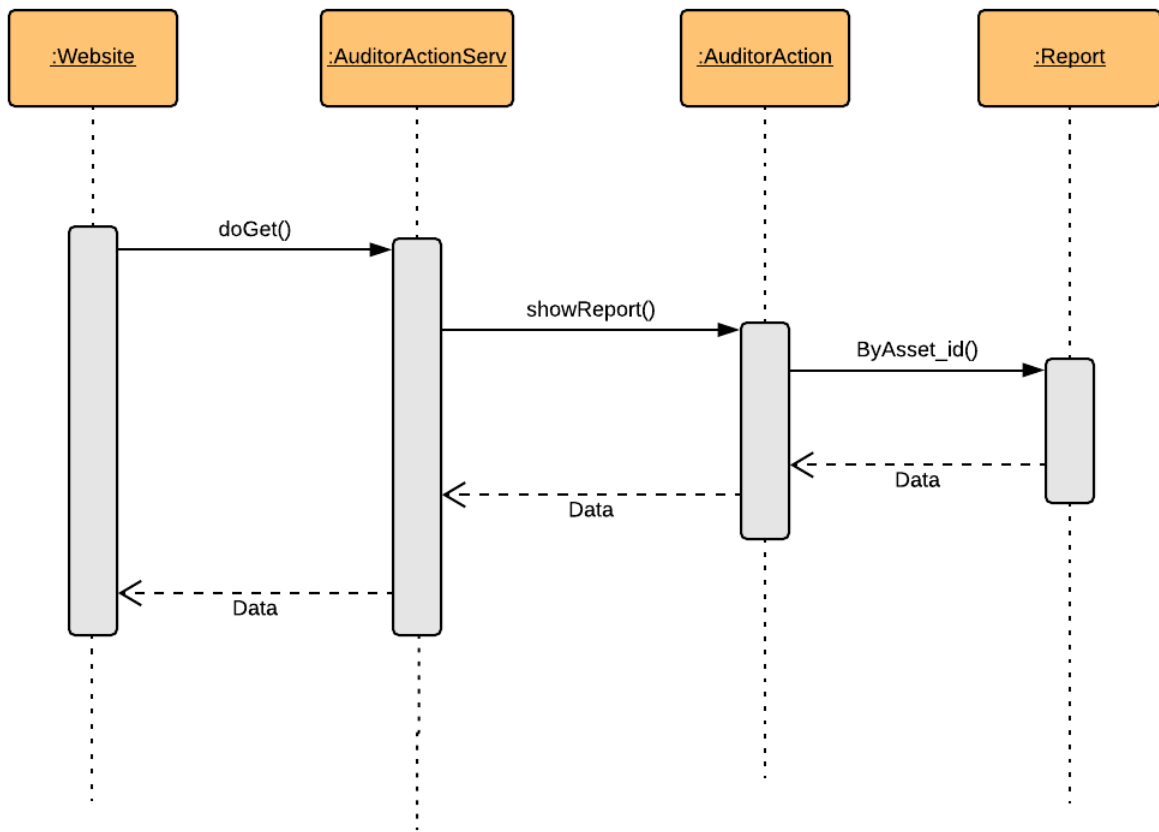 :Website
:AuditorActionServ
:AuditorAction
:Report
doGet()
showReport()
ByAsset_id()
Data
Data
Data